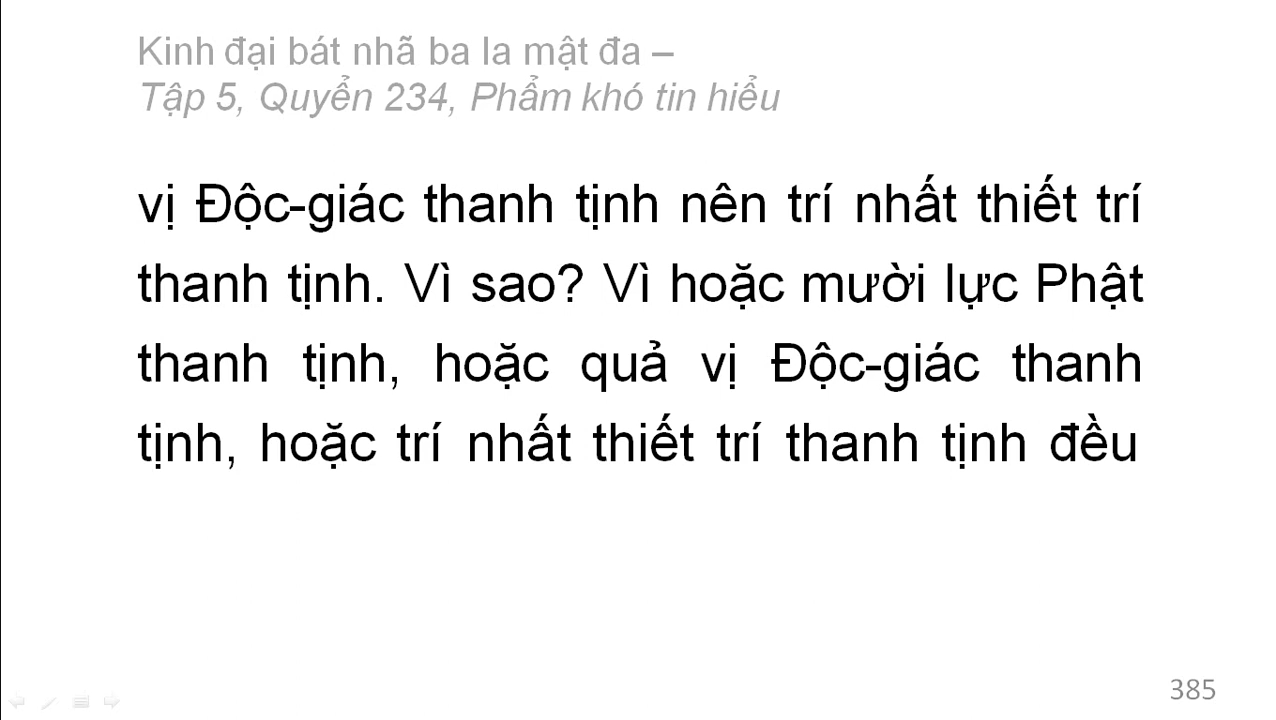 Kinh đại bát nhã ba la mật đa –
Tập 5, Quyển 234, Phẩm khó tin hiểu
vị Độc-giác thanh tịnh nên trí nhất thiết trí
thanh tịnh. Vì sao? Vì hoặc mười lực Phật
thanh tịnh, hoặc quả vị Độc-giác thanh
tịnh, hoặc trí nhất thiết trí thanh tịnh đều
385